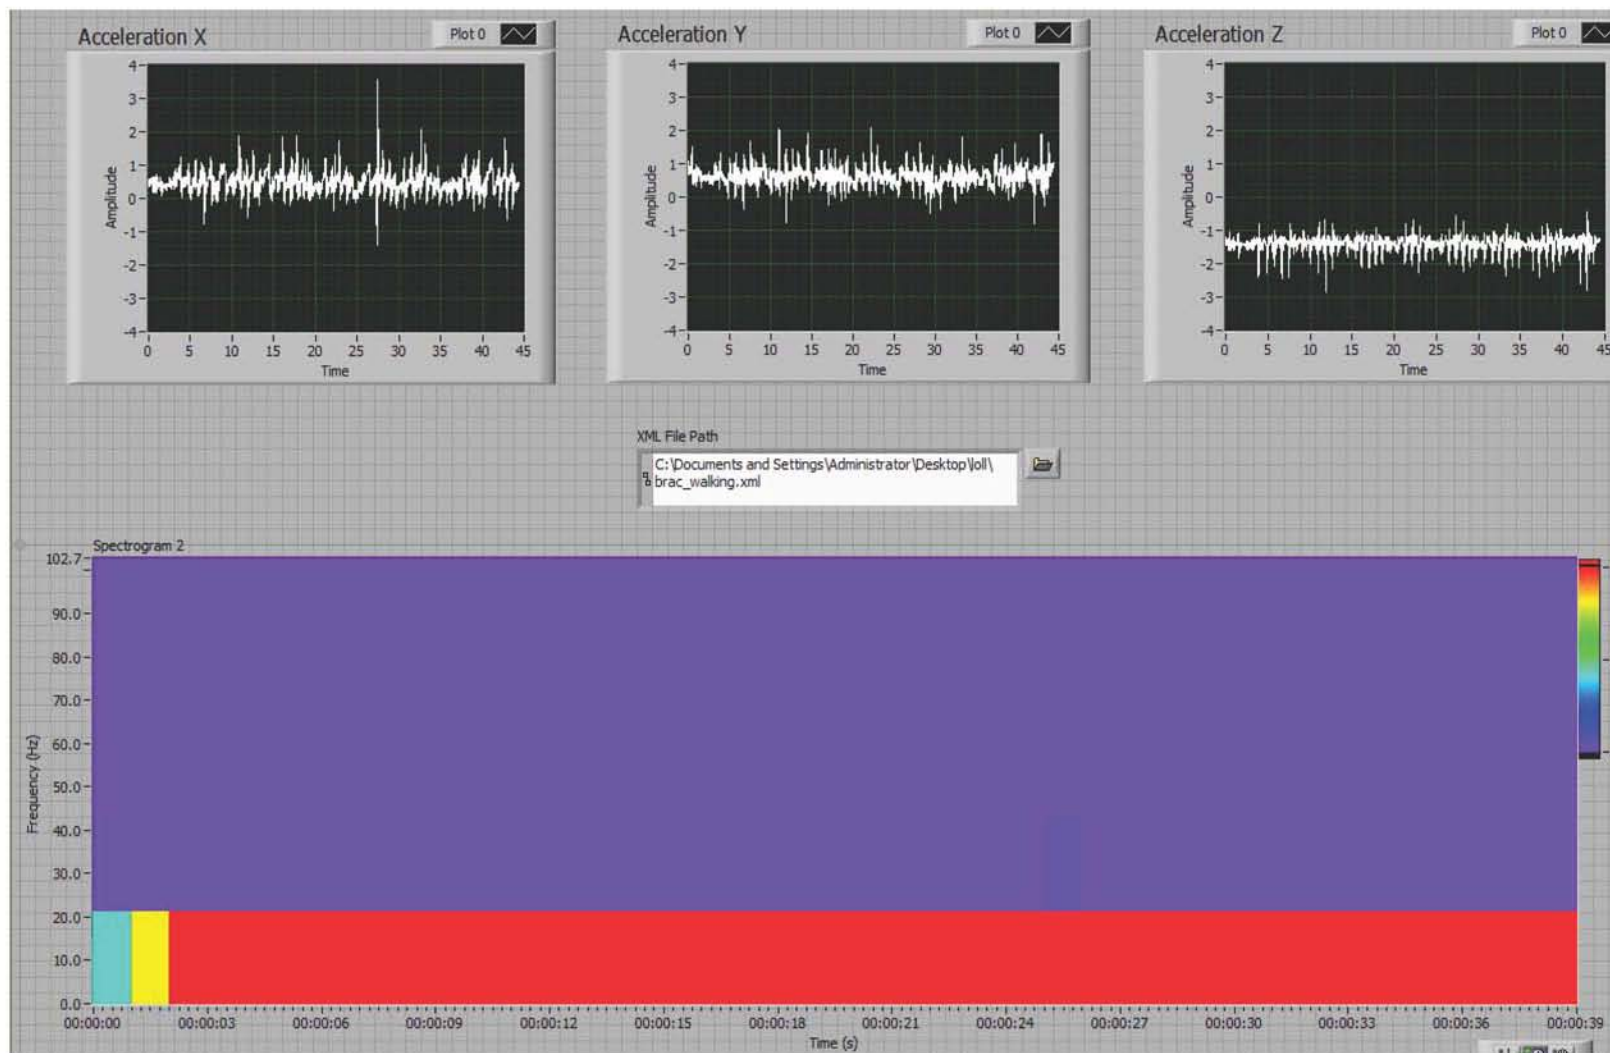 Acceleration X
Plot 0
4
3
2
1
0
-1
-2
-3
-4
Amplitude
0 5 10 15 20 25 30 35 40 45
Time
Acceleration Y
Plot 0
4
3
2
1
0
-1
-2
-3
-4
Amplitude
0 5 10 15 20 25 30 35 40 45
Time
Acceleration Z
Plot 0
4
3
2
1
0
-1
-2
-3
-4
Amplitude
0 5 10 15 20 25 30 35 40 45
Time
XML File Path
C:\Documents and Settings\Administrator\Desktop\loll\
brac_walking.xml
Spectrogram 2
102.7
90.0
80.0
70.0
60.0
50.0
40.0
30.0
20.0
10.0
0.0
Frequency (Hz)
00:00:00 00:00:03 00:00:06 00:00:09 00:00:12 00:00:15 00:00:18 00:00:21 00:00:24 00:00:27 00:00:30 00:00:33 00:00:36 00:00:39
Time (s)